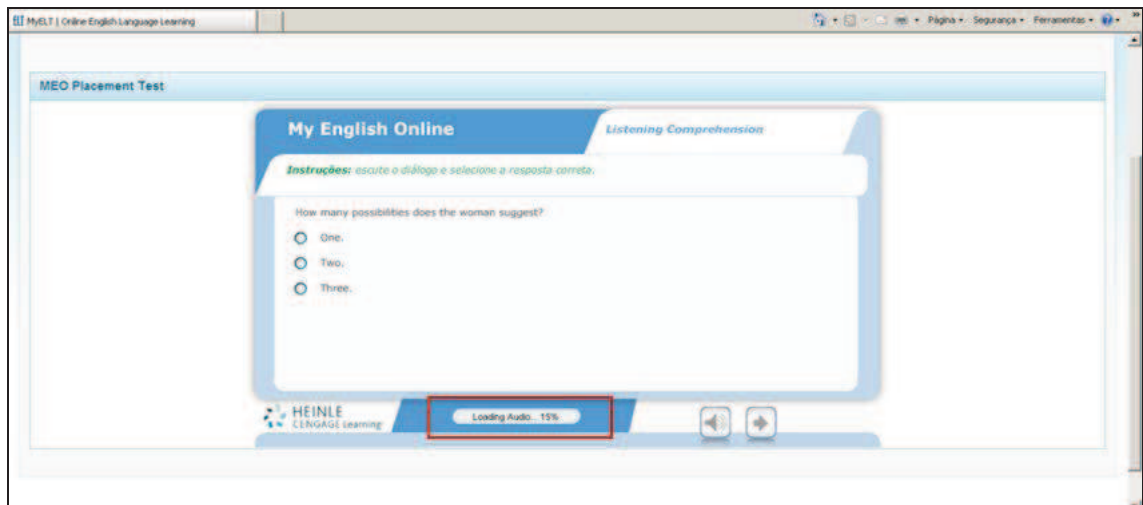 MyELT | Online English Language Learning
Página Segurança Ferramentas
MEO Placement Test
My English Online
Listening Comprehension
Instruções: escute o diálogo e selecione a resposta correta.
How many possibilities does the woman suggest?
One.
Two.
Three.
HEINLE
CENGAGE Learning
Loading Audo... 15%